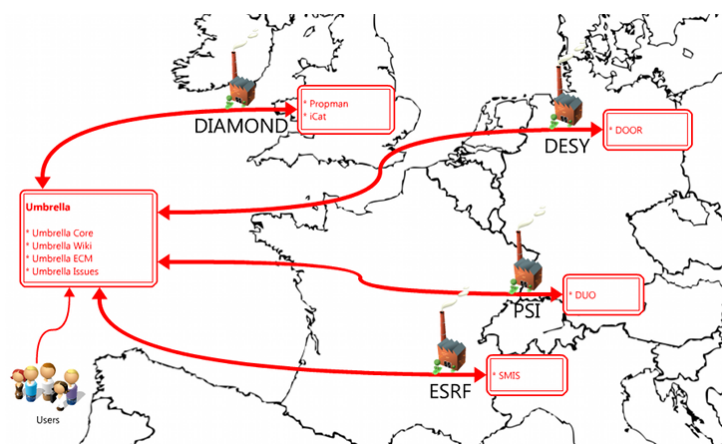 * Propman
* iCat
DIAMOND
* DOOR
DESY
Umbrella
* Umbrella Core
* Umbrella Wiki
* Umbrella ECM
* Umbrella Issues
* DUO
PSI
* SMIS
ESRF
Users